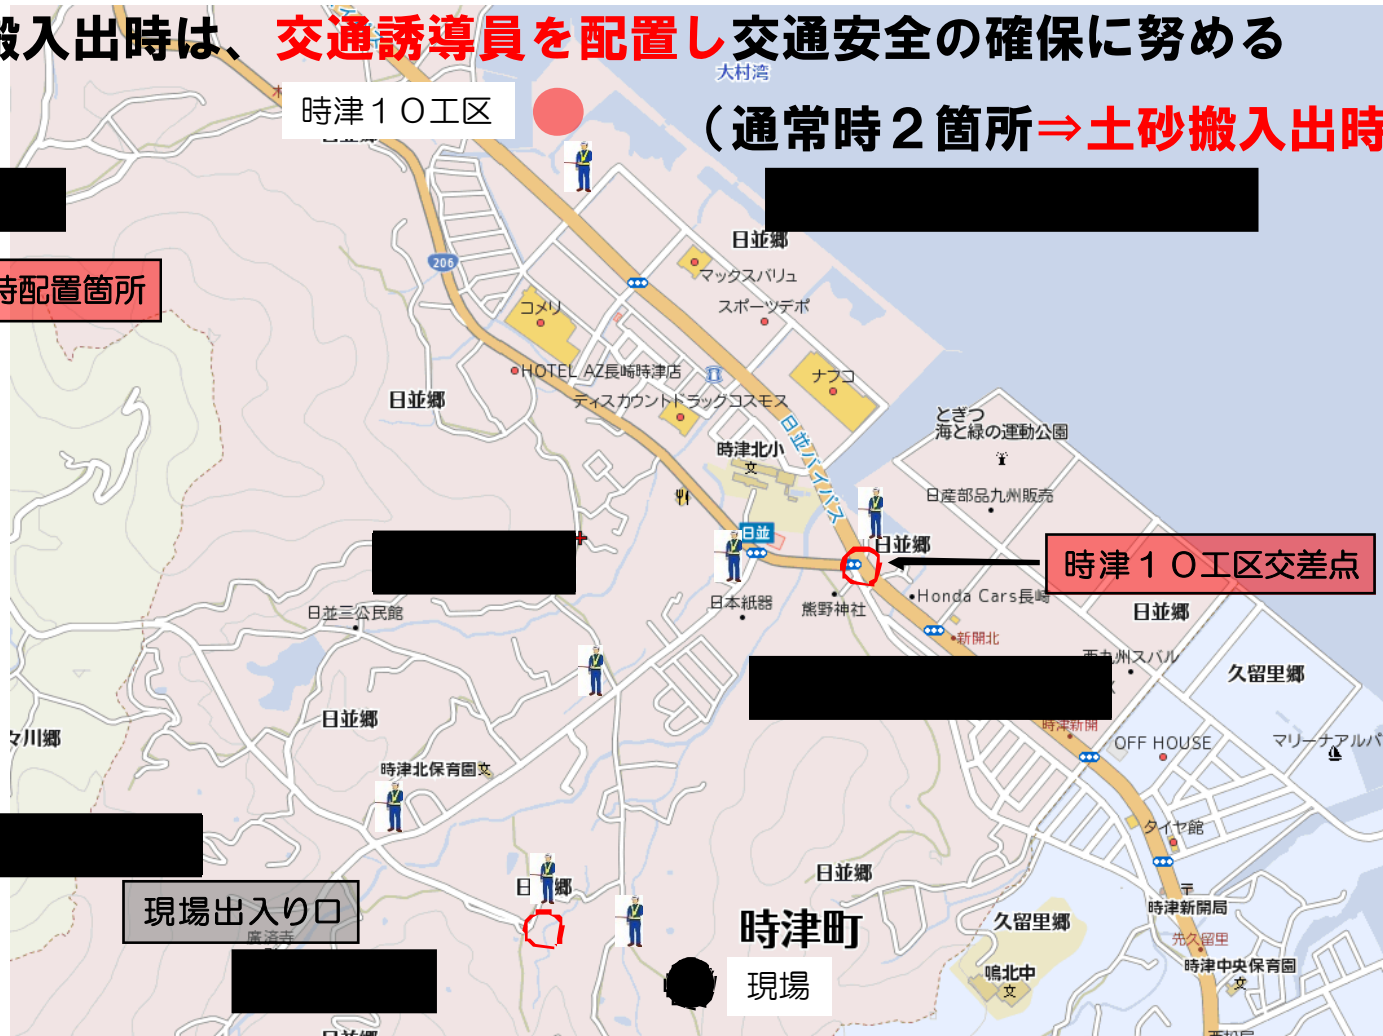 搬入出時は、交通誘導員を配置し交通安全の確保に努める
大村湾
時津１０工区
（通常時２箇所⇒土砂搬入出時
日並郷
206
マックスバリュ
時配置箇所
コメリ
スポーツデポ
HOTEL AZ長崎時津店
ナフコ
日並郷
ディスカウントドラッグコスモス
日並バイパス
とぎつ
海と緑の運動公園
時津北小
文
日産部品九州販売
日並
日並郷
時津１０工区交差点
日本紙器
熊野神社
Honda Cars長崎
日並三公民館
日並郷
新開北
西九州スバル
久留里郷
日並郷
時津新開
々川郷
OFF HOUSE
マリーナアルパ
時津北保育園
文
タイヤ館
日並郷
日 郷
現場出入り口
時津新開局
廣済寺
時津町
久留里郷
先久留里
時津中央保育園
文
鳴北中
文
現場
日並郷
西松屋